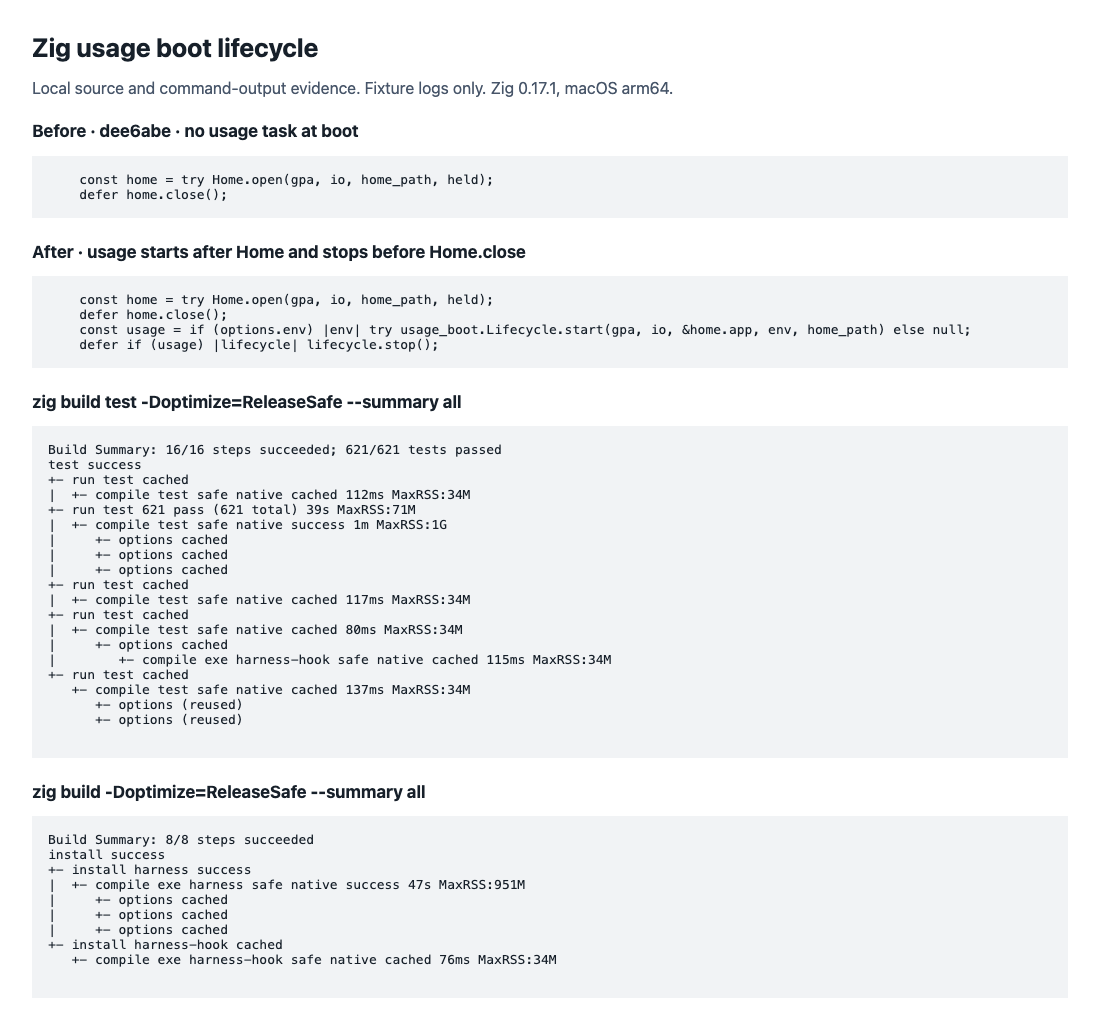 Zig usage boot lifecycle
Local source and command-output evidence. Fixture logs only. Zig 0.17.1, macOS arm64.
Before · dee6abe · no usage task at boot
    const home = try Home.open(gpa, io, home_path, held);
    defer home.close();
After · usage starts after Home and stops before Home.close
    const home = try Home.open(gpa, io, home_path, held);
    defer home.close();
    const usage = if (options.env) |env| try usage_boot.Lifecycle.start(gpa, io, &home.app, env, home_path) else null;
    defer if (usage) |lifecycle| lifecycle.stop();
zig build test -Doptimize=ReleaseSafe --summary all
Build Summary: 16/16 steps succeeded; 621/621 tests passed
test success
+- run test cached
|  +- compile test safe native cached 112ms MaxRSS:34M
+- run test 621 pass (621 total) 39s MaxRSS:71M
|  +- compile test safe native success 1m MaxRSS:1G
|     +- options cached
|     +- options cached
|     +- options cached
+- run test cached
|  +- compile test safe native cached 117ms MaxRSS:34M
+- run test cached
|  +- compile test safe native cached 80ms MaxRSS:34M
|     +- options cached
|        +- compile exe harness-hook safe native cached 115ms MaxRSS:34M
+- run test cached
   +- compile test safe native cached 137ms MaxRSS:34M
      +- options (reused)
      +- options (reused)
zig build -Doptimize=ReleaseSafe --summary all
Build Summary: 8/8 steps succeeded
install success
+- install harness success
|  +- compile exe harness safe native success 47s MaxRSS:951M
|     +- options cached
|     +- options cached
|     +- options cached
+- install harness-hook cached
   +- compile exe harness-hook safe native cached 76ms MaxRSS:34M